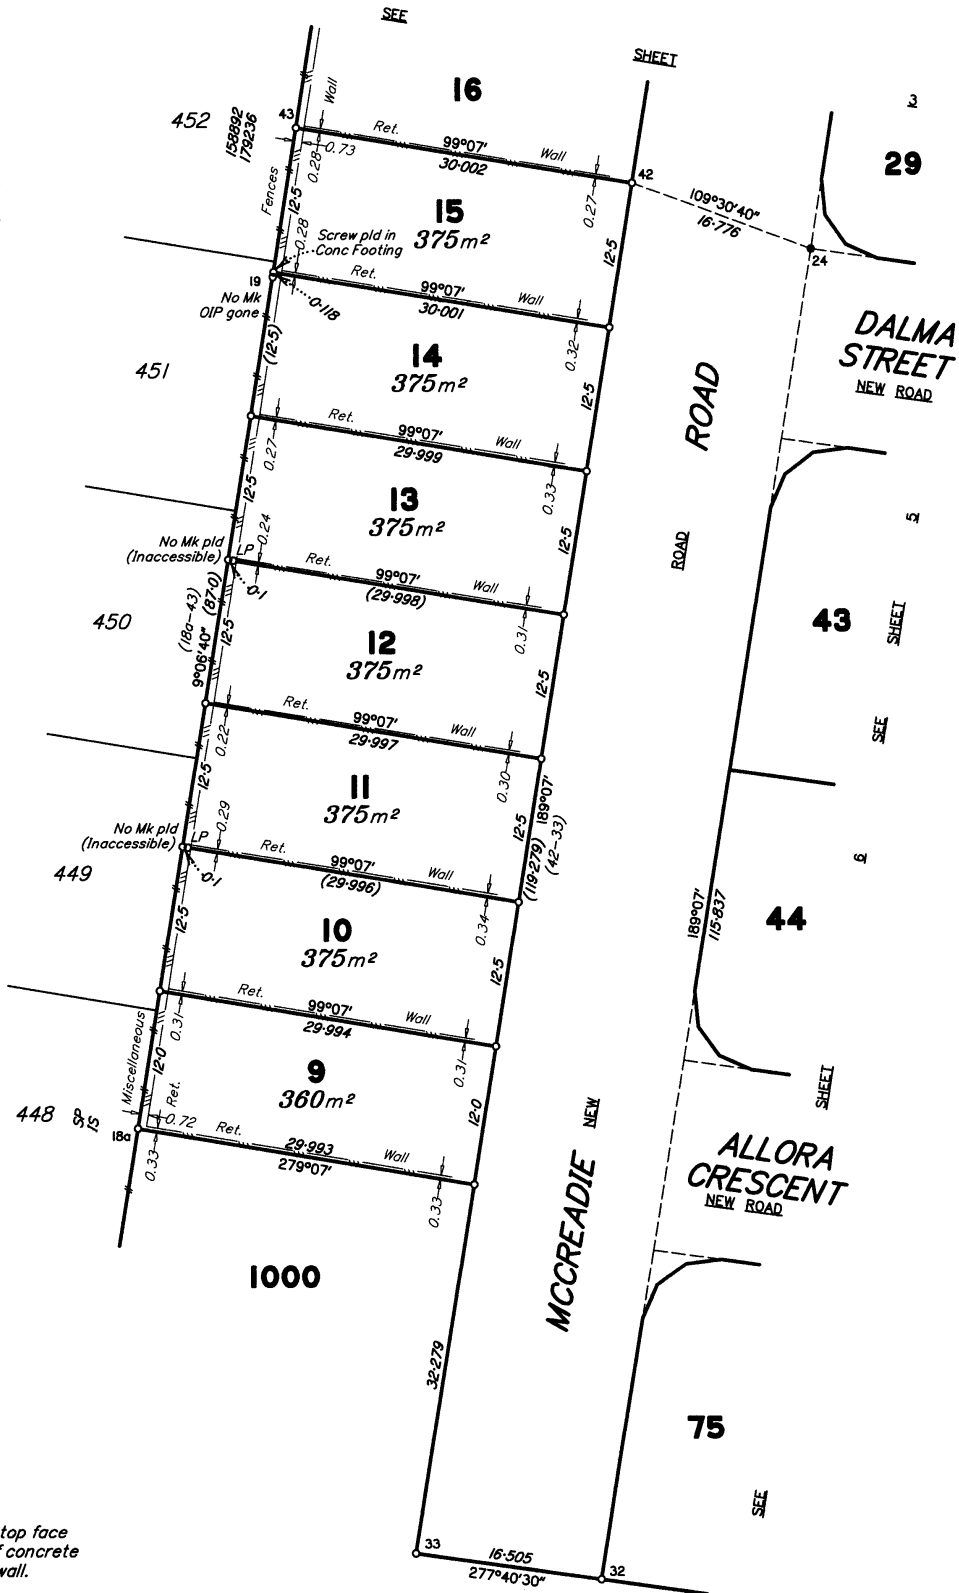 SEE
SHEET
3
29
16
Wall
452
158892
179236
43
0.73
0.28
Ret.
99°07'
Wall
30·002
42
0.27
109°30'40"
16·776
24
Fences
12·5
0.28
15
375m²
12·5
Screw pld in
Conc Footing
19
No Mk
OIP gone
0·118
Ret.
99°07'
Wall
30·001
0.32
DALMA
STREET
NEW ROAD
451
(12·5)
14
375m²
12·5
ROAD
Ret.
99°07'
Wall
29·999
0.27
0.33
12·5
0.24
13
375m²
12·5
ROAD
5
No Mk pld
(Inaccessible)
LP
0·1
Ret.
99°07'
Wall
(29·998)
0.31
43
SHEET
SEE
450
(18a-43)
9°06'40" (87·0)
12·5
12
375m²
12·5
Ret.
99°07'
Wall
29·997
0.22
0.30
12·5
0.29
11
375m²
12·5
189°07'
(119·279)
(42-33)
6
No Mk pld
(Inaccessible)
LP
0·1
Ret.
99°07'
Wall
(29·996)
0.34
449
12·5
10
375m²
12·5
189°07'
115·837
44
Ret.
99°07'
Wall
29·994
0.31
0.31
Miscellaneous
12·0
9
360m²
12·0
NEW
SHEET
448
SP
15
18a
Ret.
0.72
Ret.
29·993
Wall
279°07'
0.33
0.33
ALLORA
CRESCENT
NEW ROAD
MCCREADIE
1000
32·279
75
SEE
33
16·505
277°40'30"
32
top face
f concrete
wall.